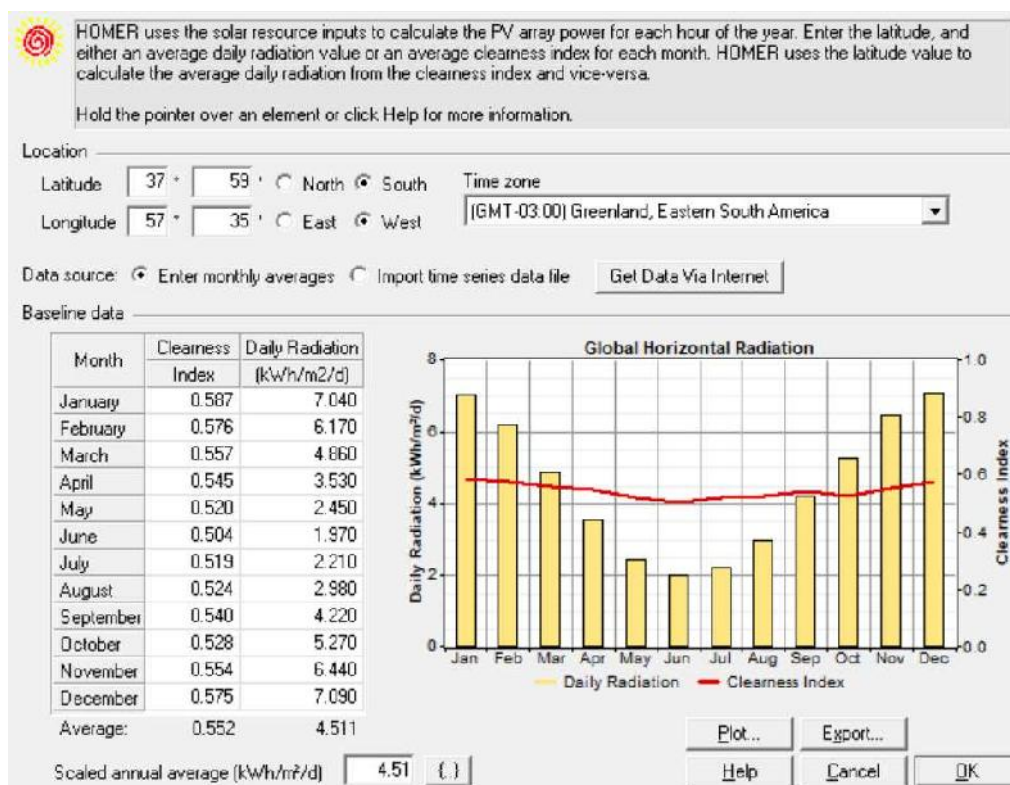 HOMER uses the solar resource inputs to calculate the PV array power for each hour of the year. Enter the latitude, and
either an average daily radiation value or an average clearness index for each month. HOMER uses the latitude value to
calculate the average daily radiation from the clearness index and vice-versa.
Hold the pointer over an element or click Help for more information.
Location
Latitude 37 ° 59 ' North South Time zone
Longitude 57 ° 35 ' East West (GMT-03:00) Greenland, Eastern South America
Data source: Enter monthly averages Import time series data file Get Data Via Internet
Baseline data
Month Clearness Index Daily Radiation (kWh/m2/d)
January 0.587 7.040
February 0.576 6.170
March 0.557 4.860
April 0.545 3.530
May 0.520 2.450
June 0.504 1.970
July 0.519 2.210
August 0.524 2.980
September 0.540 4.220
October 0.528 5.270
November 0.554 6.440
December 0.575 7.090
Average: 0.552 4.511
Scaled annual average (kWh/m²/d) 4.51 {..}
Global Horizontal Radiation
Daily Radiation (kWh/m²/d)
8
6
4
2
0
1.0
0.8
0.6
0.4
0.2
0.0
Clearness Index
Jan Feb Mar Apr May Jun Jul Aug Sep Oct Nov Dec
Daily Radiation Clearness Index
Plot... Export...
Help Cancel OK